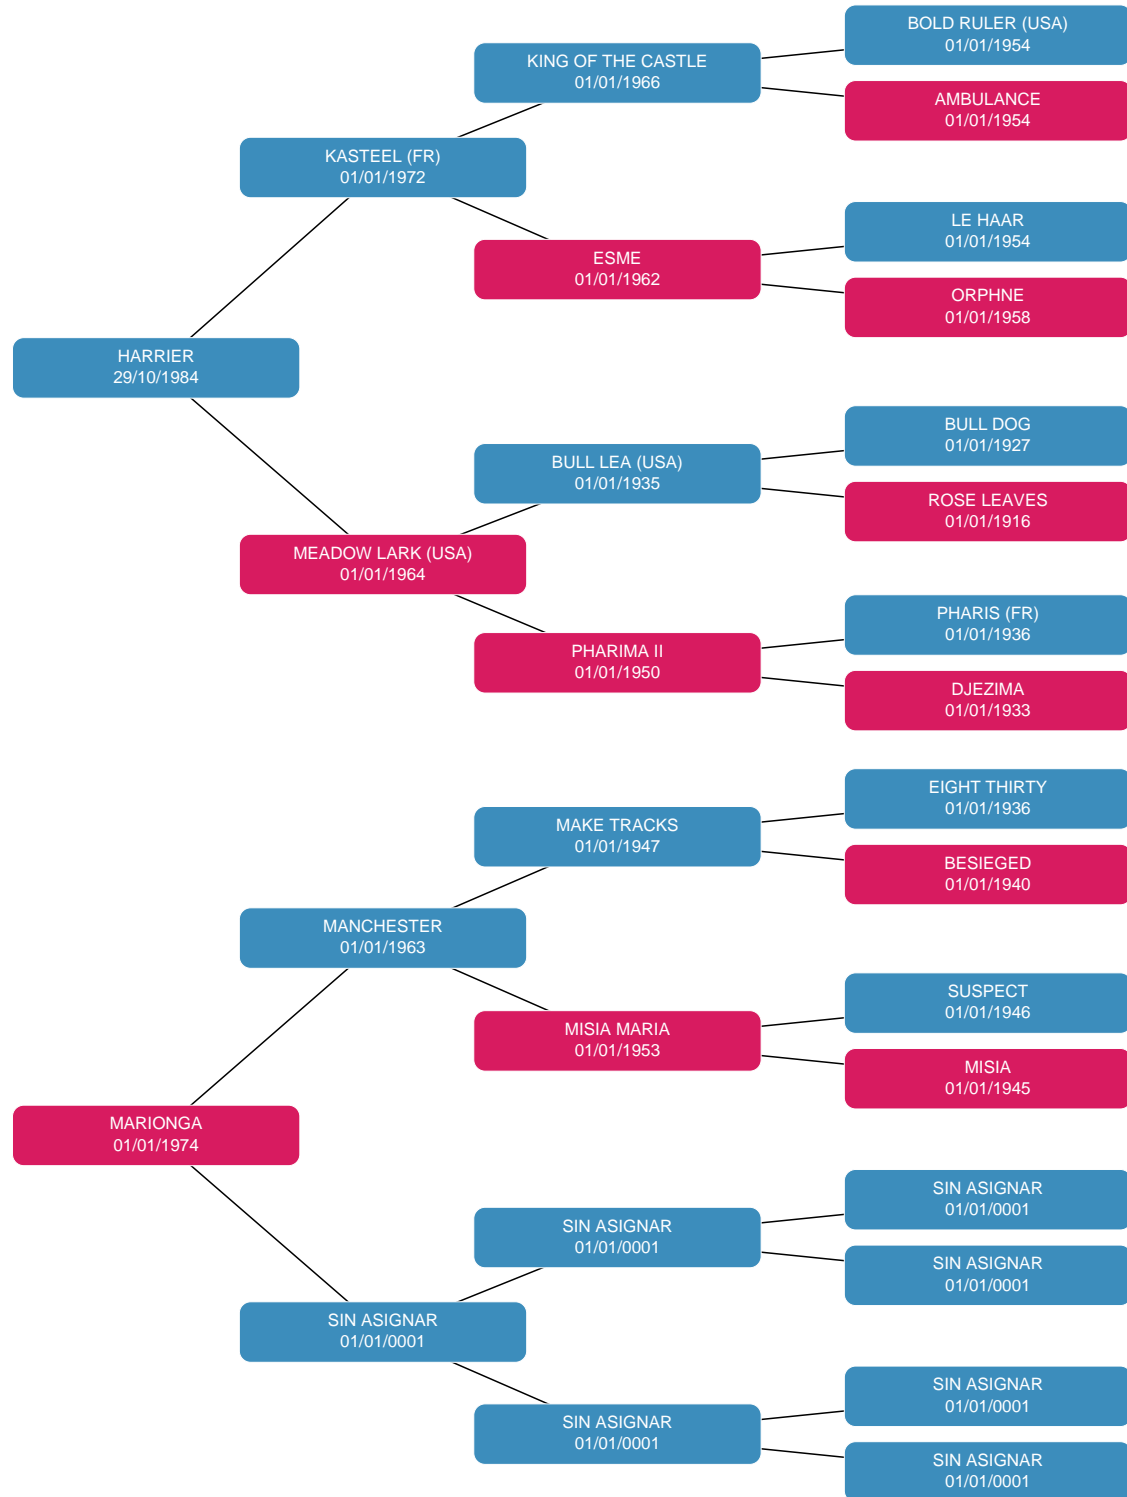 BOLD RULER (USA)
01/01/1954
KING OF THE CASTLE
01/01/1966
AMBULANCE
01/01/1954
KASTEEL (FR)
01/01/1972
LE HAAR
01/01/1954
ESME
01/01/1962
ORPHNE
01/01/1958
HARRIER
29/10/1984
BULL DOG
01/01/1927
BULL LEA (USA)
01/01/1935
ROSE LEAVES
01/01/1916
MEADOW LARK (USA)
01/01/1964
PHARIS (FR)
01/01/1936
PHARIMA II
01/01/1950
DJEZIMA
01/01/1933
EIGHT THIRTY
01/01/1936
MAKE TRACKS
01/01/1947
BESIEGED
01/01/1940
MANCHESTER
01/01/1963
SUSPECT
01/01/1946
MISIA MARIA
01/01/1953
MISIA
01/01/1945
MARIONGA
01/01/1974
SIN ASIGNAR
01/01/0001
SIN ASIGNAR
01/01/0001
SIN ASIGNAR
01/01/0001
SIN ASIGNAR
01/01/0001
SIN ASIGNAR
01/01/0001
SIN ASIGNAR
01/01/0001
SIN ASIGNAR
01/01/0001